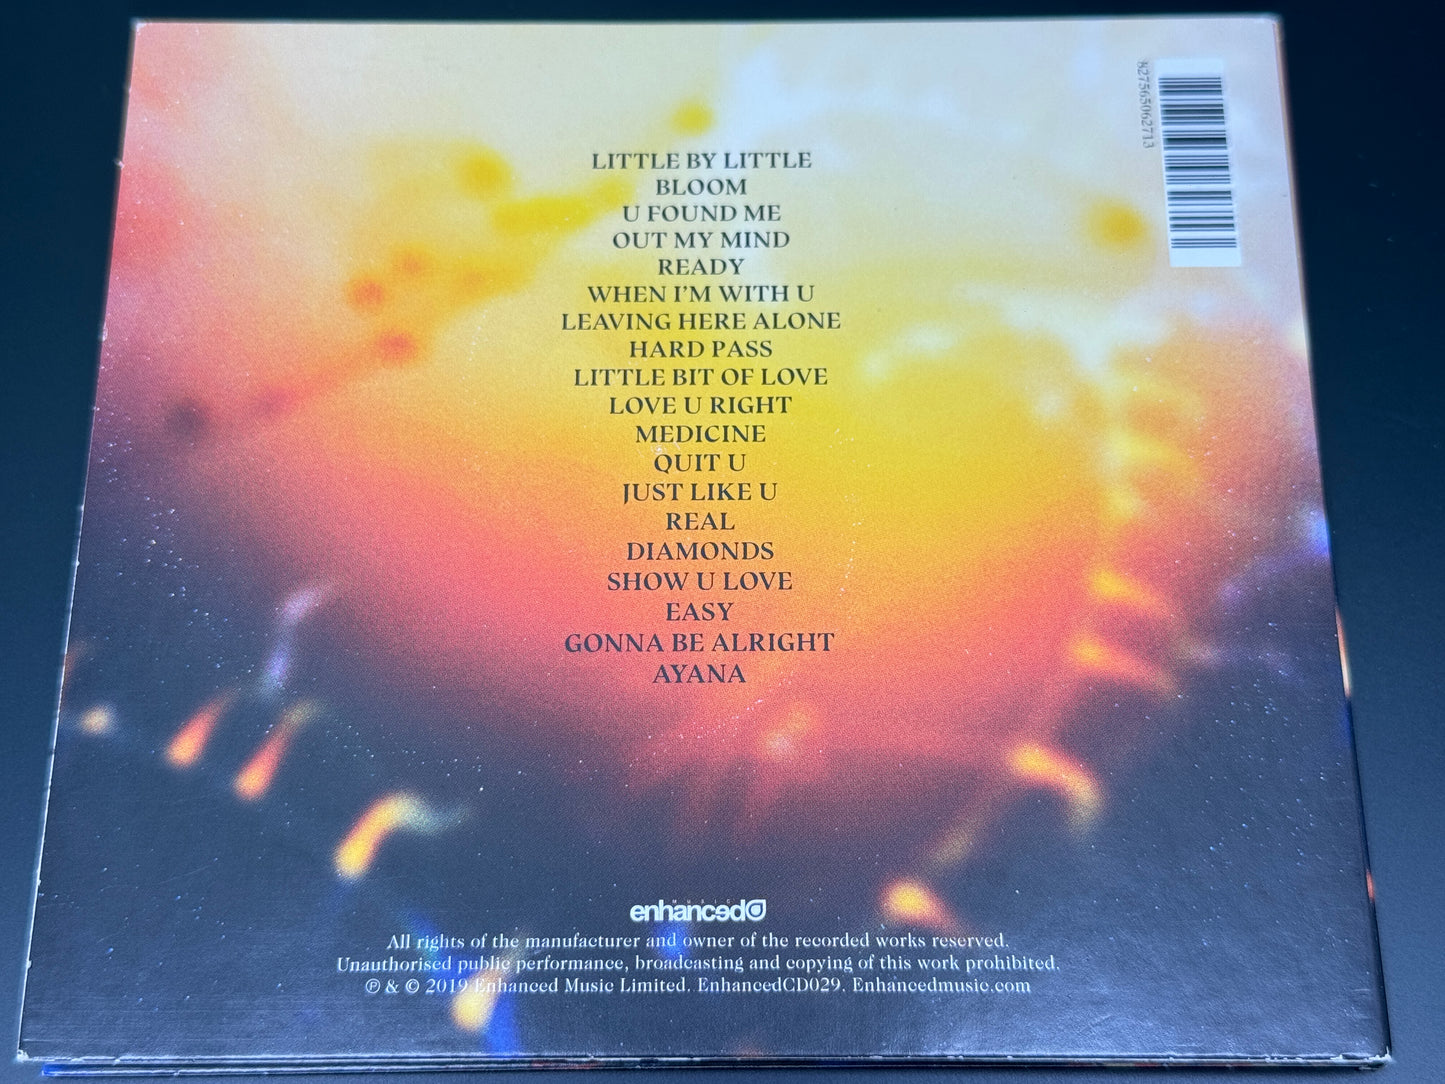 827565062713
LITTLE BY LITTLE
BLOOM
U FOUND ME
OUT MY MIND
READY
WHEN I'M WITH U
LEAVING HERE ALONE
HARD PASS
LITTLE BIT OF LOVE
LOVE U RIGHT
MEDICINE
QUIT U
JUST LIKE U
REAL
DIAMONDS
SHOW U LOVE
EASY
GONNA BE ALRIGHT
AYANA
MUSIC
enhanced
All rights of the manufacturer and owner of the recorded works reserved.
Unauthorised public performance, broadcasting and copying of this work prohibited.
℗ & © 2019 Enhanced Music Limited. EnhancedCD029. Enhancedmusic.com